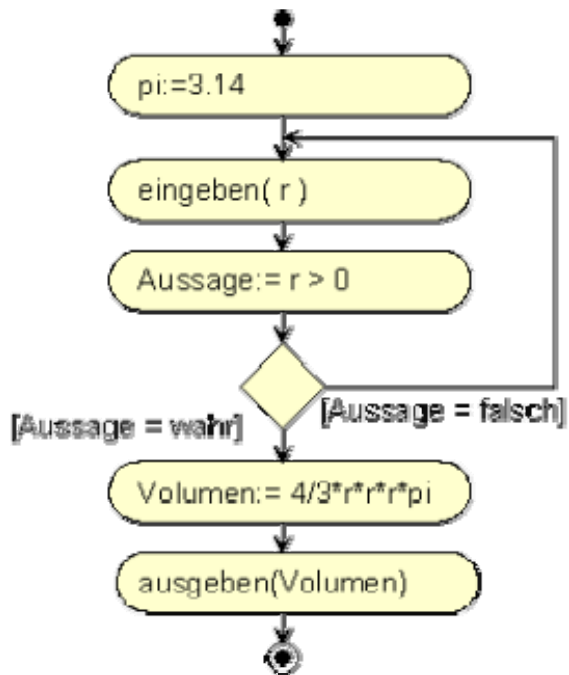 pi:=3.14
eingeben( r )
Aussage:= r > 0
[Aussage = falsch]
[Aussage = wahr]
Volumen:= 4/3*r*r*r*pi
ausgeben(Volumen)